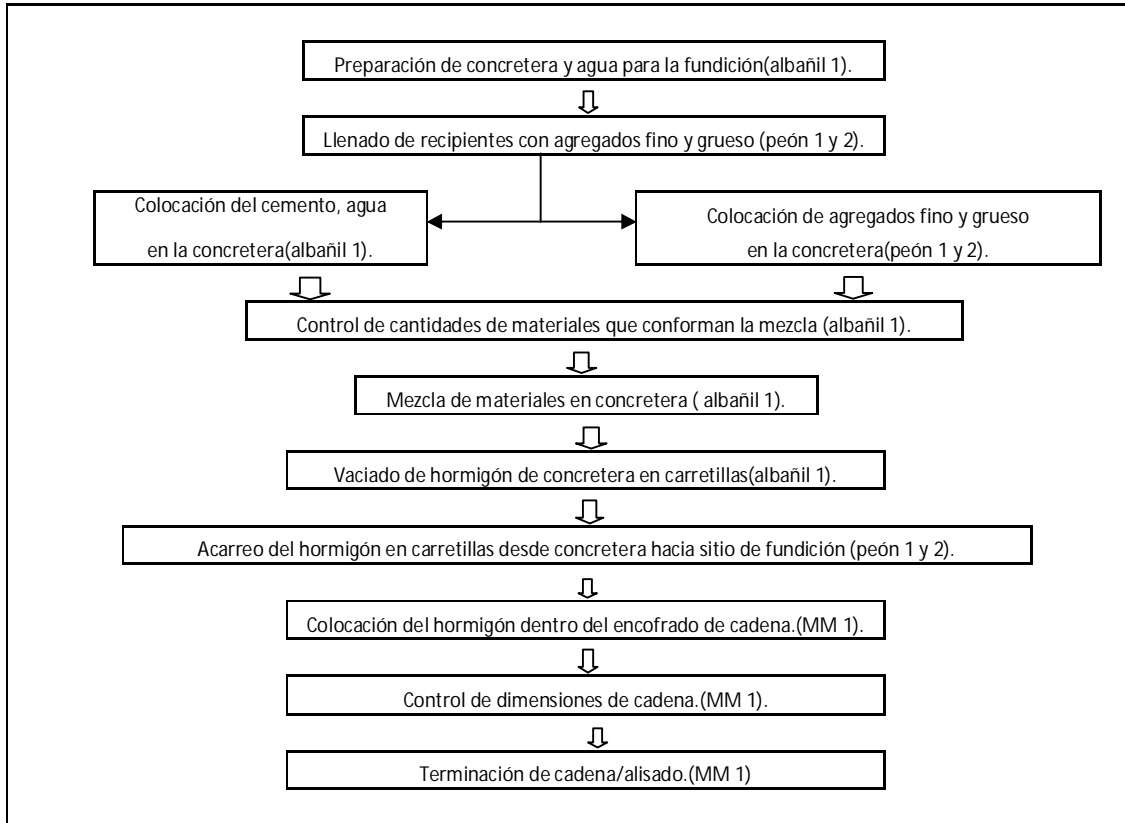 Preparación de concretera y agua para la fundición(albañil 1).
Llenado de recipientes con agregados fino y grueso (peón 1 y 2).
Colocación del cemento, agua
en la concretera(albañil 1).
Colocación de agregados fino y grueso
en la concretera(peón 1 y 2).
Control de cantidades de materiales que conforman la mezcla (albañil 1).
Mezcla de materiales en concretera ( albañil 1).
Vaciado de hormigón de concretera en carretillas(albañil 1).
Acarreo del hormigón en carretillas desde concretera hacia sitio de fundición (peón 1 y 2).
Colocación del hormigón dentro del encofrado de cadena.(MM 1).
Control de dimensiones de cadena.(MM 1).
Terminación de cadena/alisado.(MM 1)